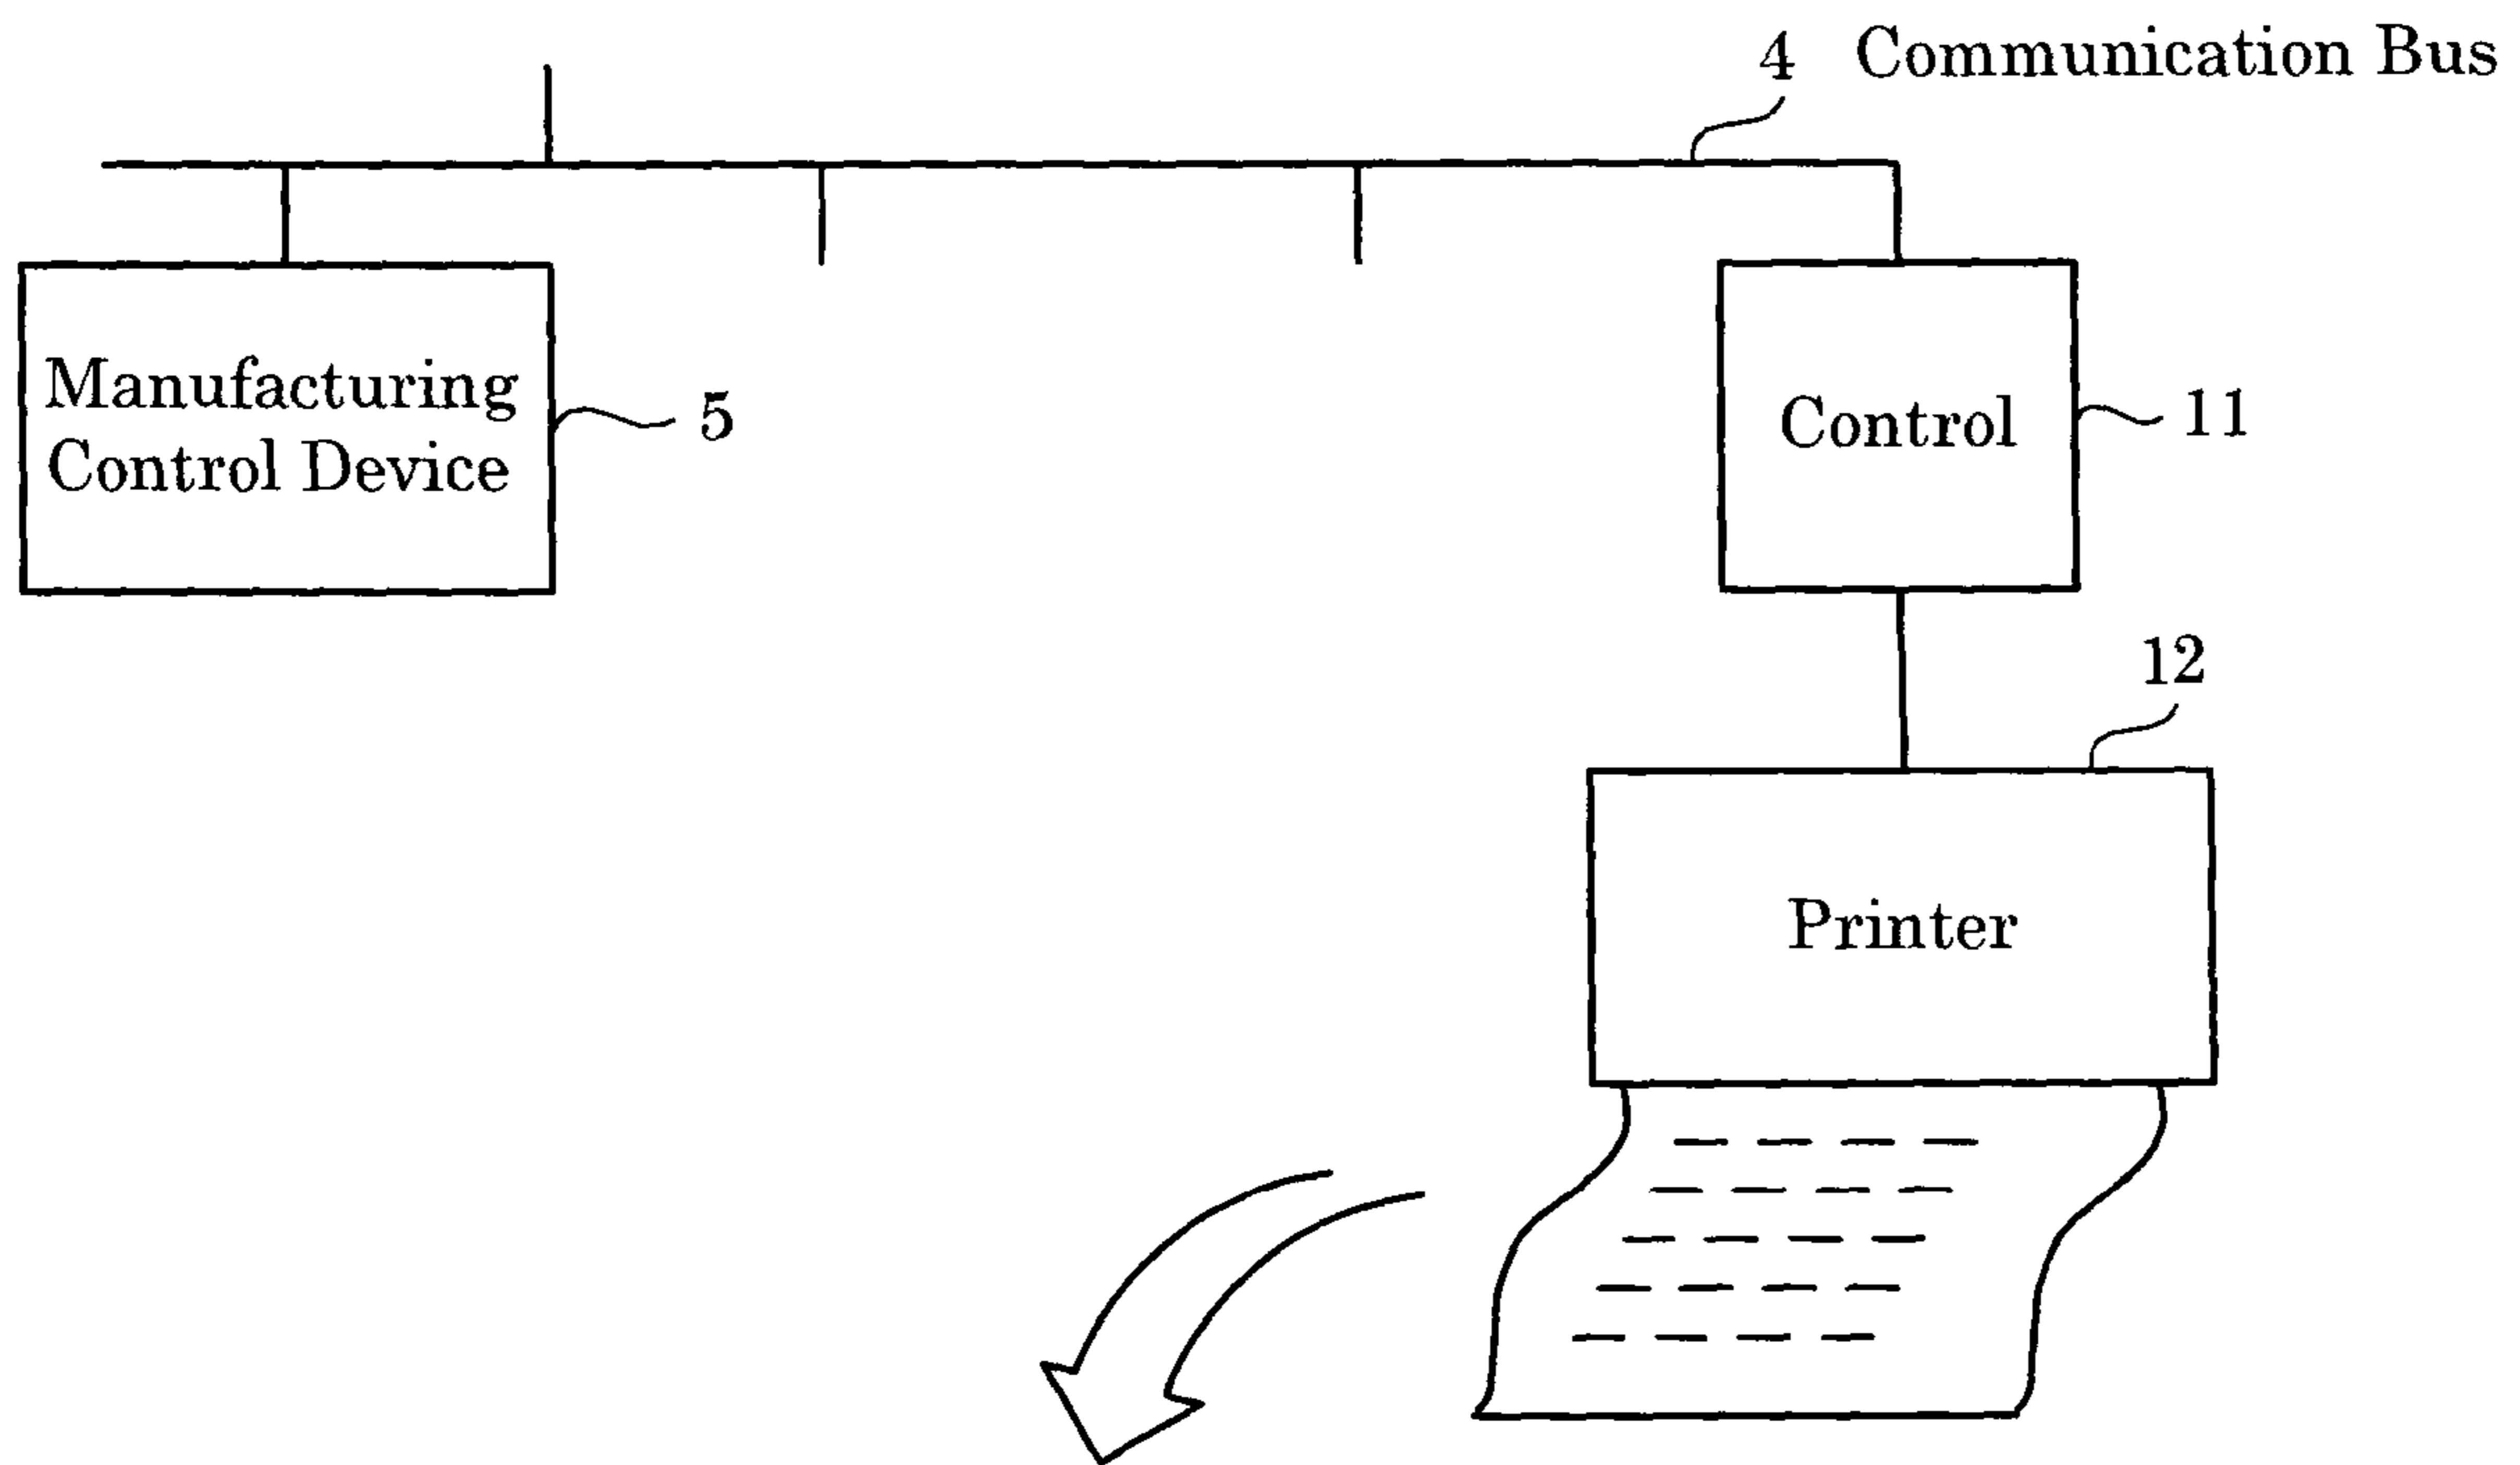 4 Communication Bus
Manufacturing
Control Device
5
Control
11
12
Printer